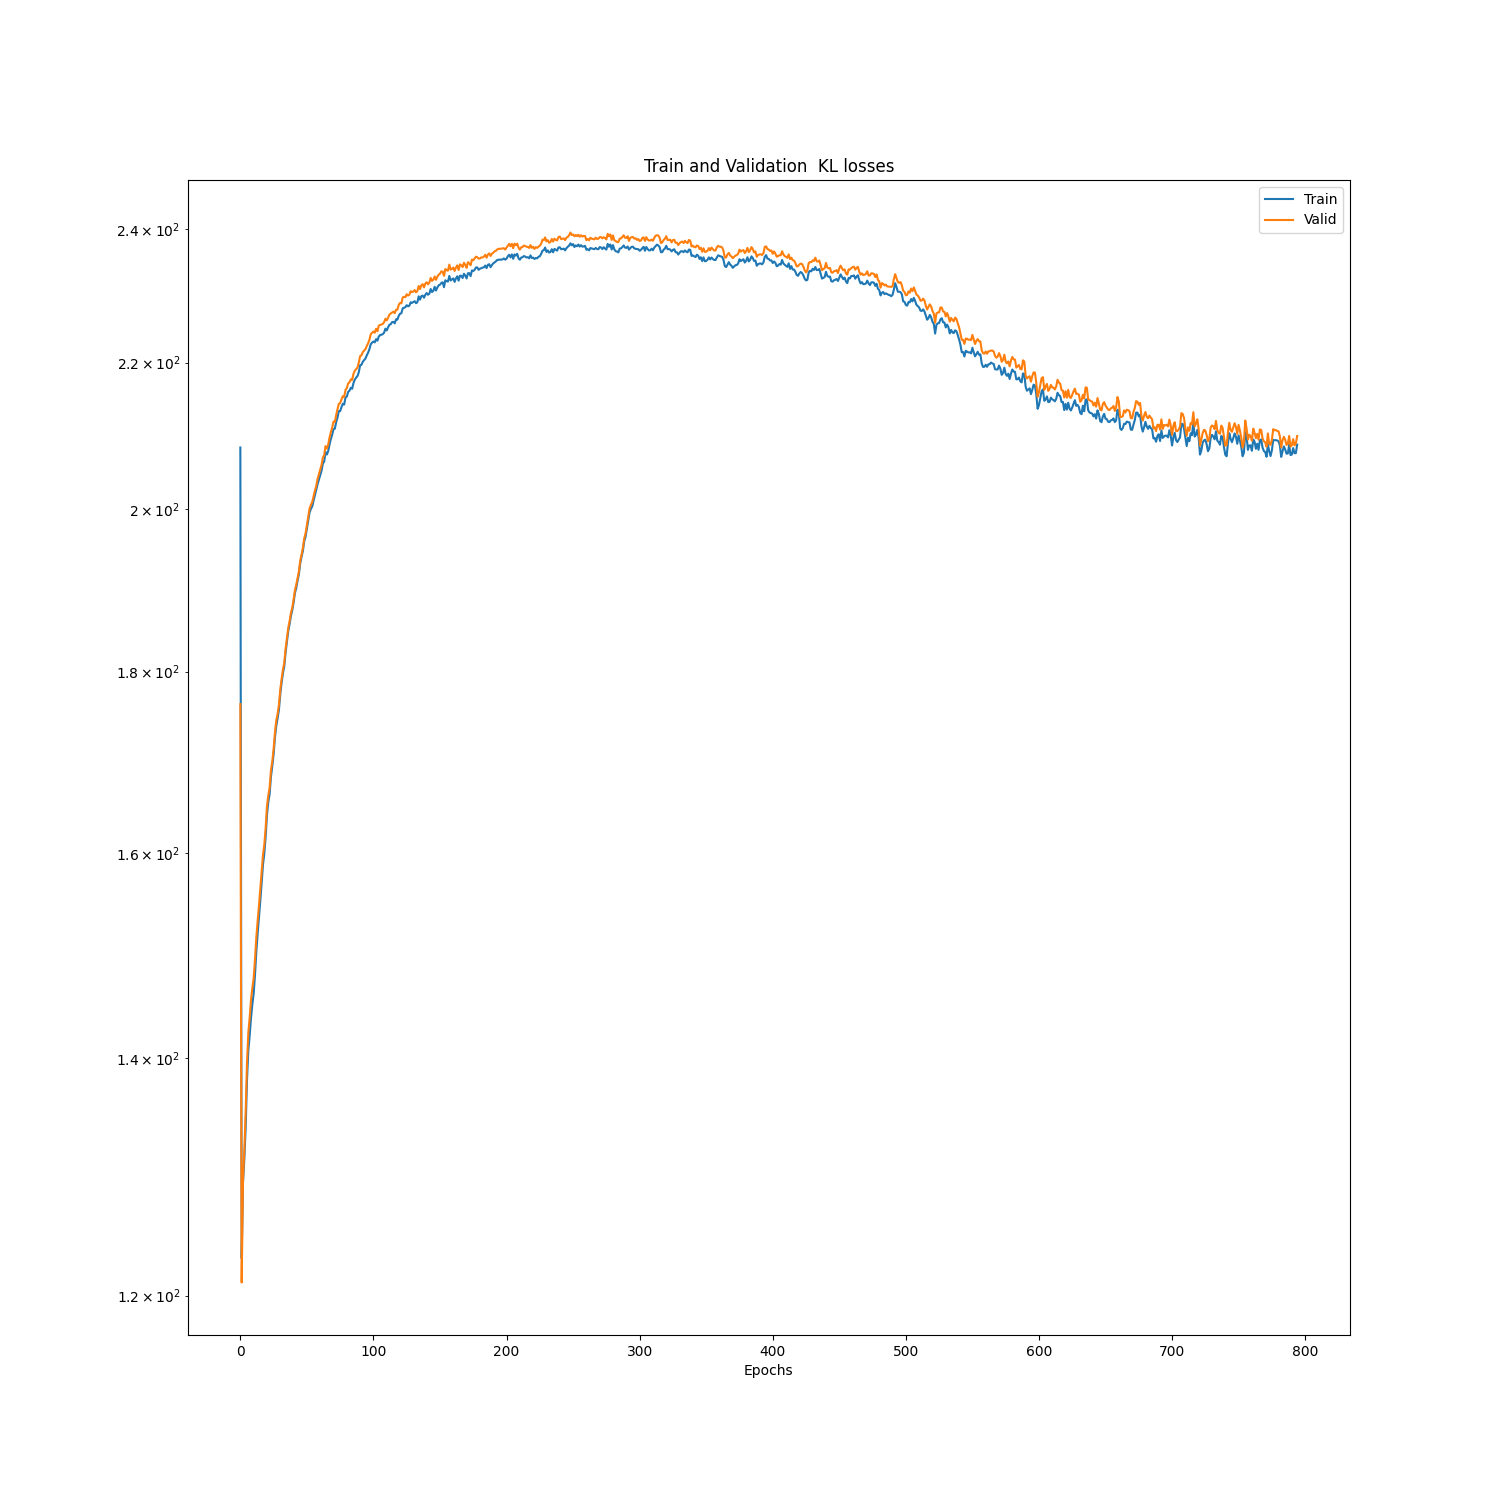 Train and Validation  KL losses
Train
Valid
2.4 × 10²
2.2 × 10²
2 × 10²
1.8 × 10²
1.6 × 10²
1.4 × 10²
1.2 × 10²
0 100 200 300 400 500 600 700 800
Epochs